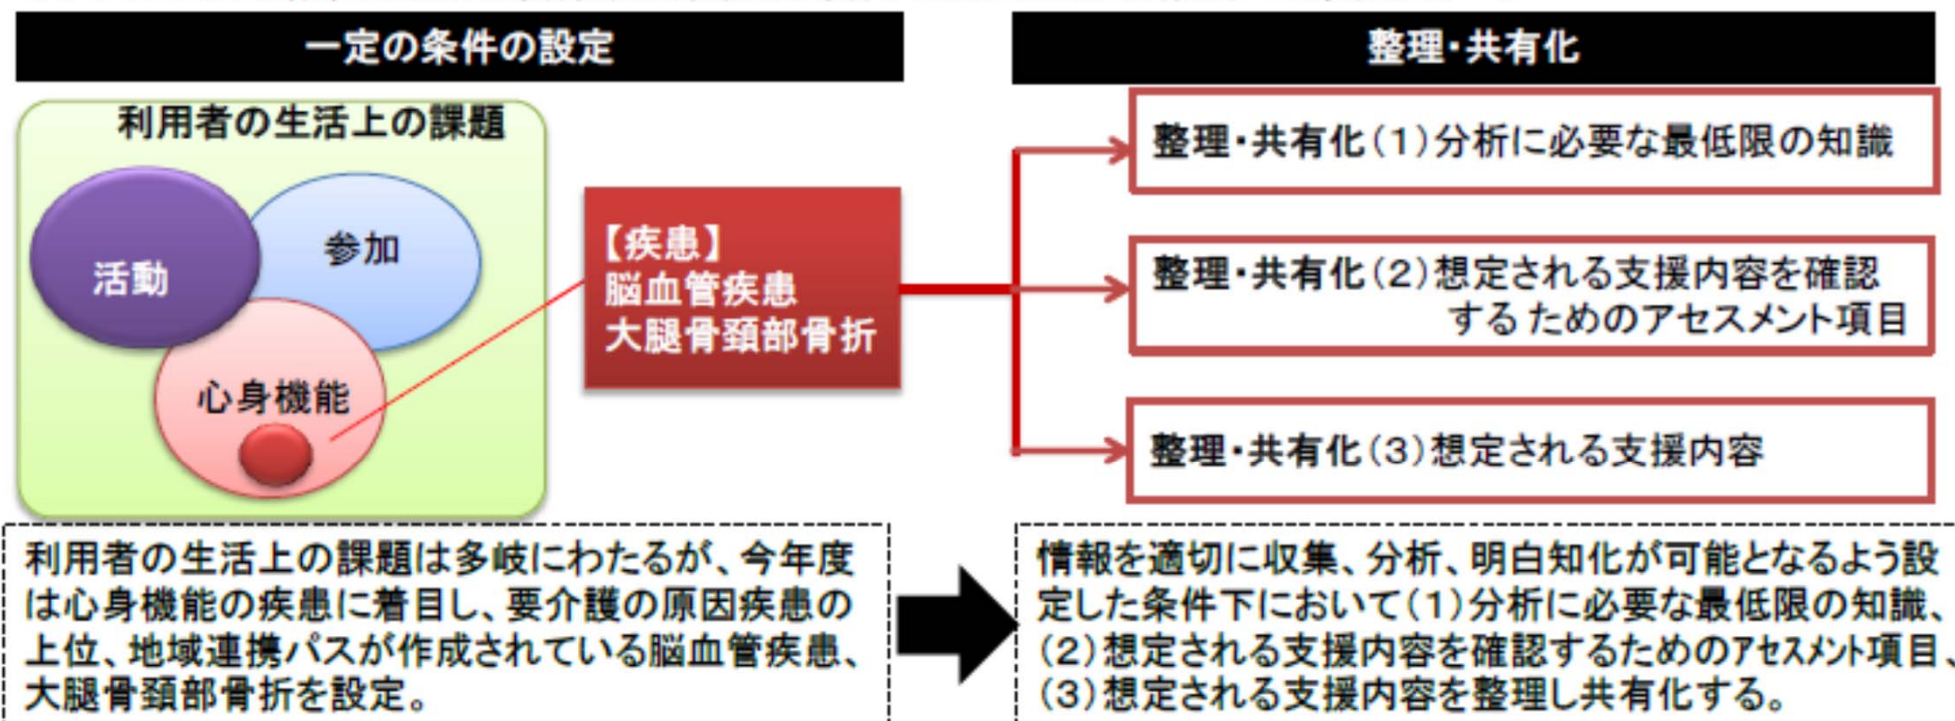 一定の条件の設定
整理・共有化
利用者の生活上の課題
活動
参加
心身機能
【疾患】
脳血管疾患
大腿骨頚部骨折
整理・共有化(1)分析に必要な最低限の知識
整理・共有化(2)想定される支援内容を確認
するためのアセスメント項目
整理・共有化(3)想定される支援内容
利用者の生活上の課題は多岐にわたるが、今年度
は心身機能の疾患に着目し、要介護の原因疾患の
上位、地域連携パスが作成されている脳血管疾患、
大腿骨頚部骨折を設定。
情報を適切に収集、分析、明白知化が可能となるよう設
定した条件下において(1)分析に必要な最低限の知識、
(2)想定される支援内容を確認するためのアセスメント項目、
(3)想定される支援内容を整理し共有化する。